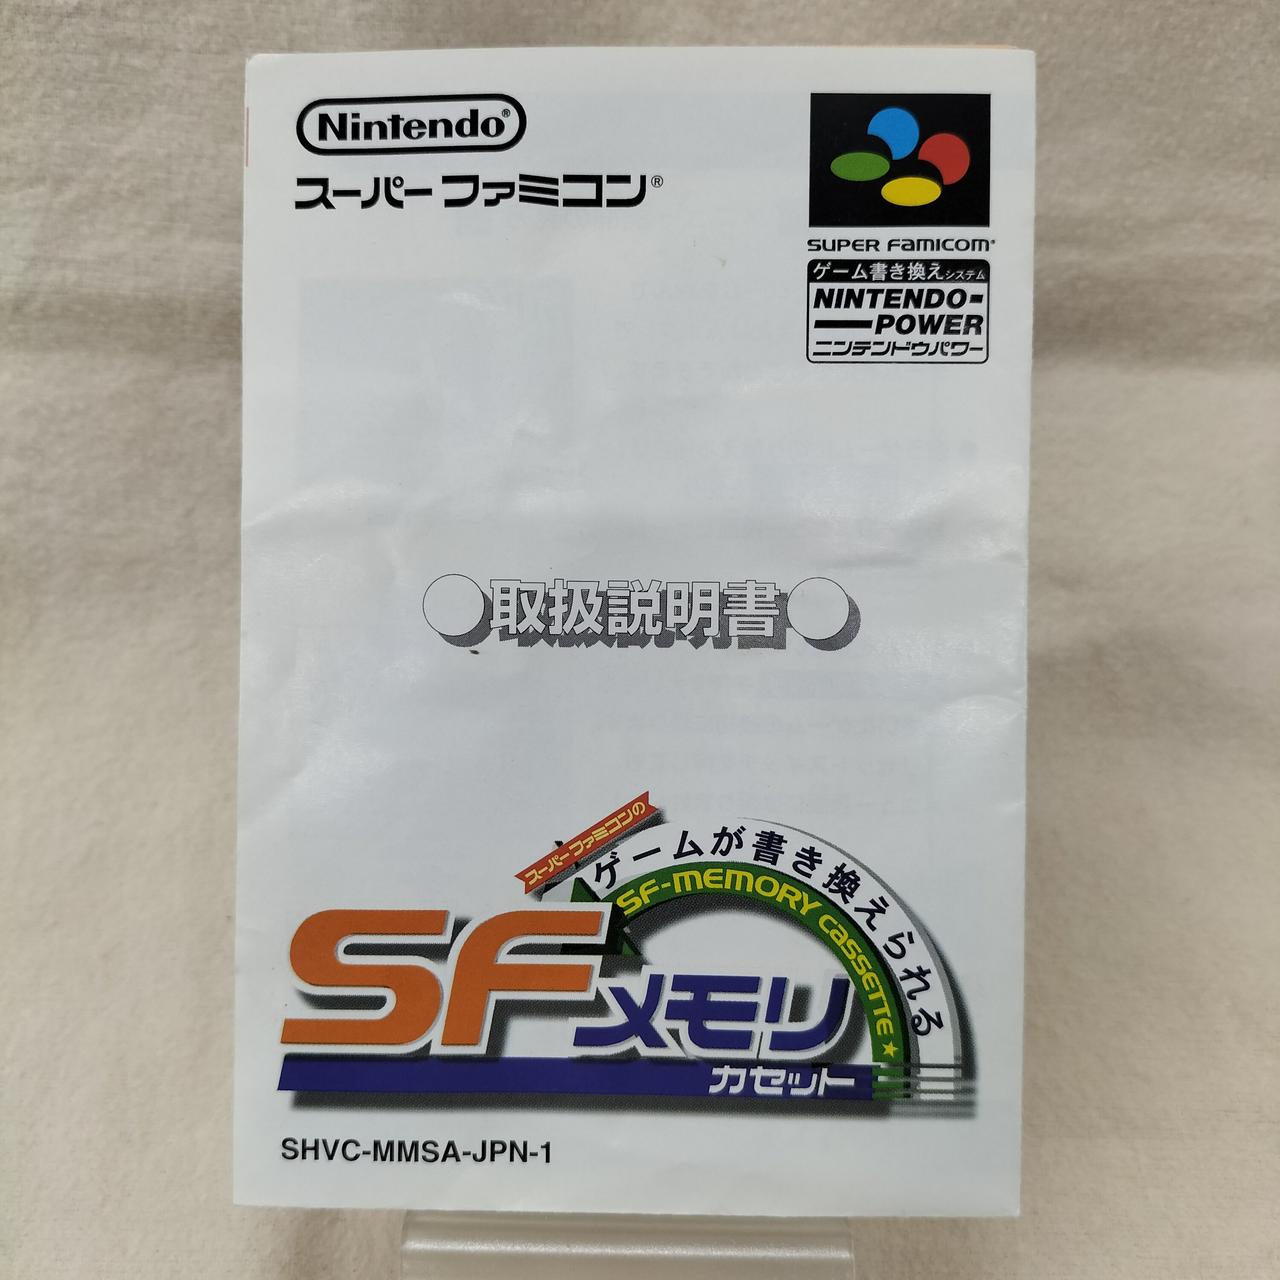 Nintendo®
スーパーファミコン®
SUPER FAMICOM®
ゲーム書き換えシステム
NINTENDO-
POWER
ニンテンドウパワー
●取扱説明書●
スーパーファミコンの
ゲームが書き換えられる
SF-MEMORY CASSETTE★
SFメモリ
カセット
SHVC-MMSA-JPN-1